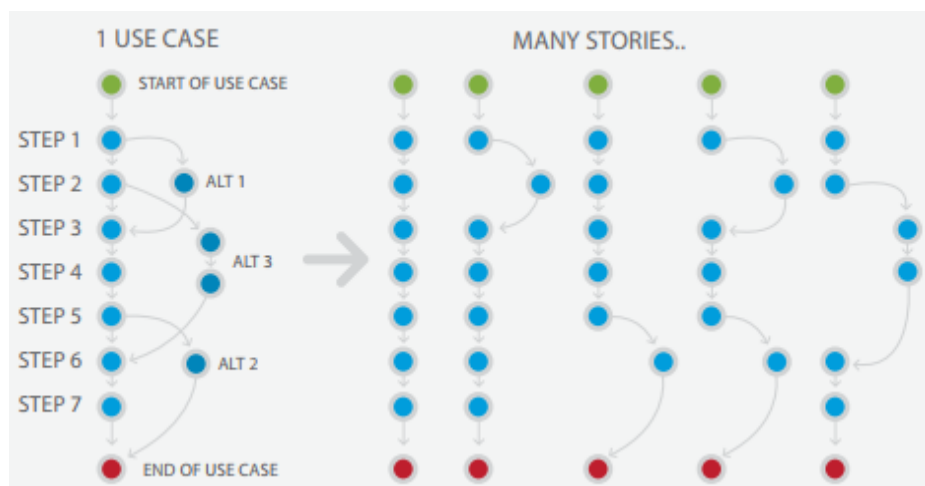 1 USE CASE
MANY STORIES..
START OF USE CASE
STEP 1
STEP 2
ALT 1
STEP 3
ALT 3
STEP 4
STEP 5
STEP 6
ALT 2
STEP 7
END OF USE CASE